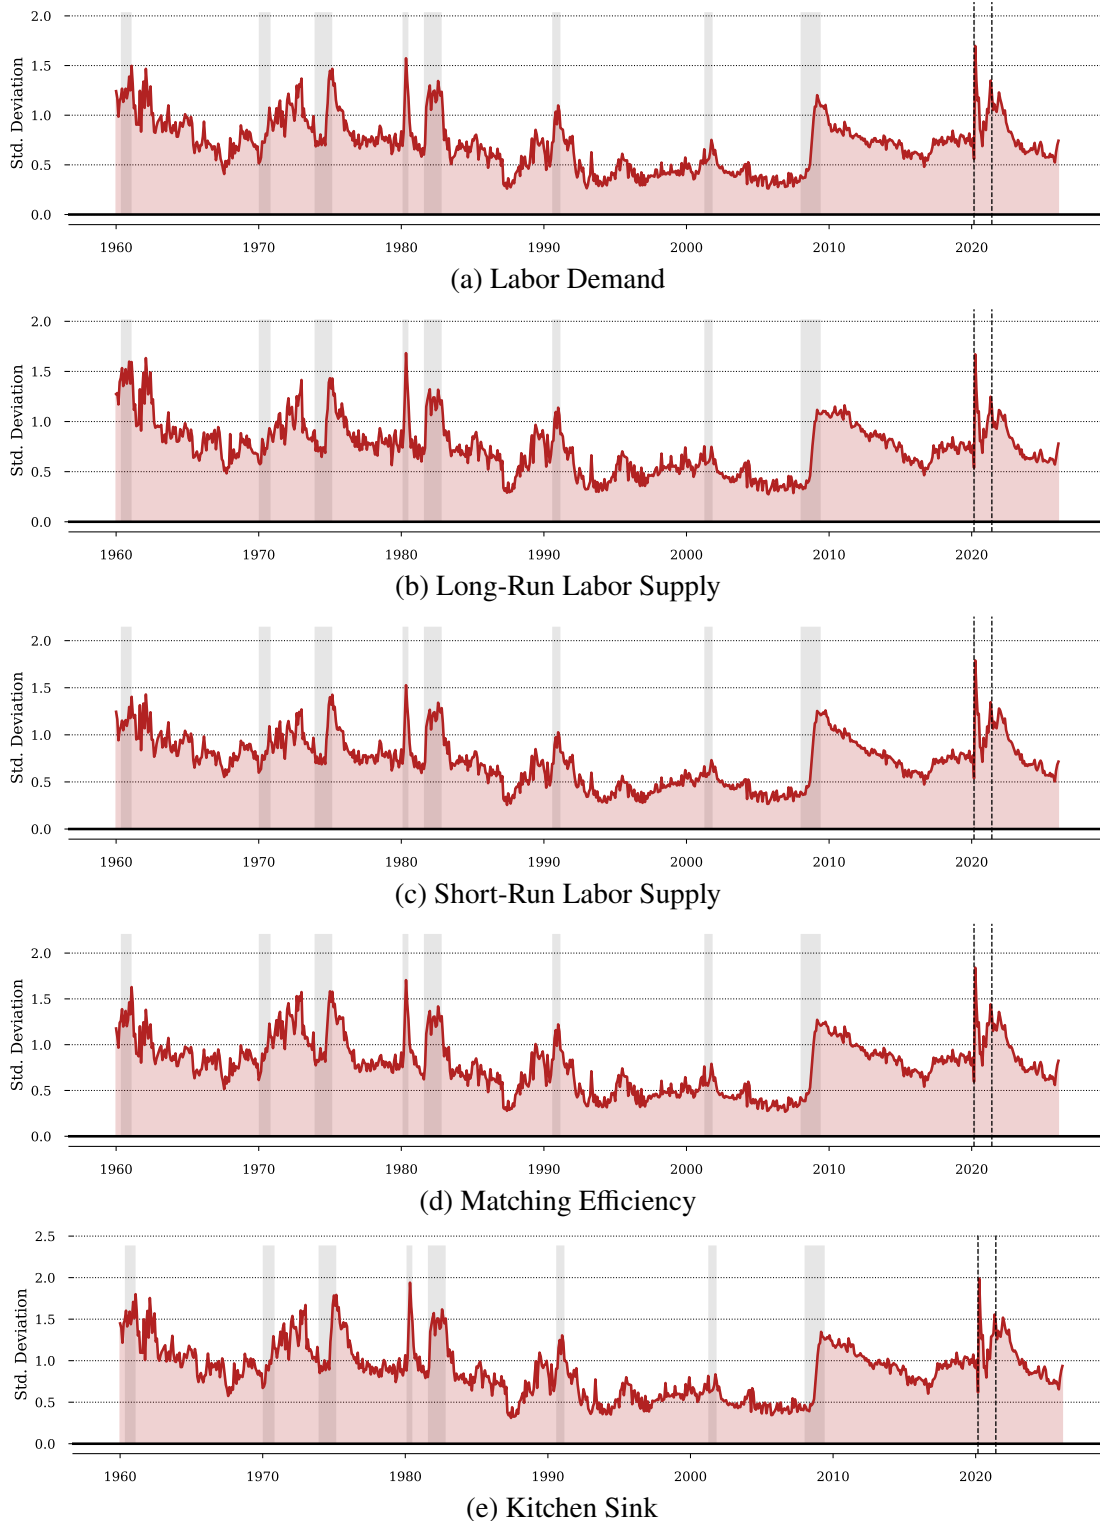 2.0
1.5
1.0
0.5
0.0
Std. Deviation
1960 1970 1980 1990 2000 2010 2020
(a) Labor Demand
2.0
1.5
1.0
0.5
0.0
Std. Deviation
1960 1970 1980 1990 2000 2010 2020
(b) Long-Run Labor Supply
2.0
1.5
1.0
0.5
0.0
Std. Deviation
1960 1970 1980 1990 2000 2010 2020
(c) Short-Run Labor Supply
2.0
1.5
1.0
0.5
0.0
Std. Deviation
1960 1970 1980 1990 2000 2010 2020
(d) Matching Efficiency
2.5
2.0
1.5
1.0
0.5
0.0
Std. Deviation
1960 1970 1980 1990 2000 2010 2020
(e) Kitchen Sink